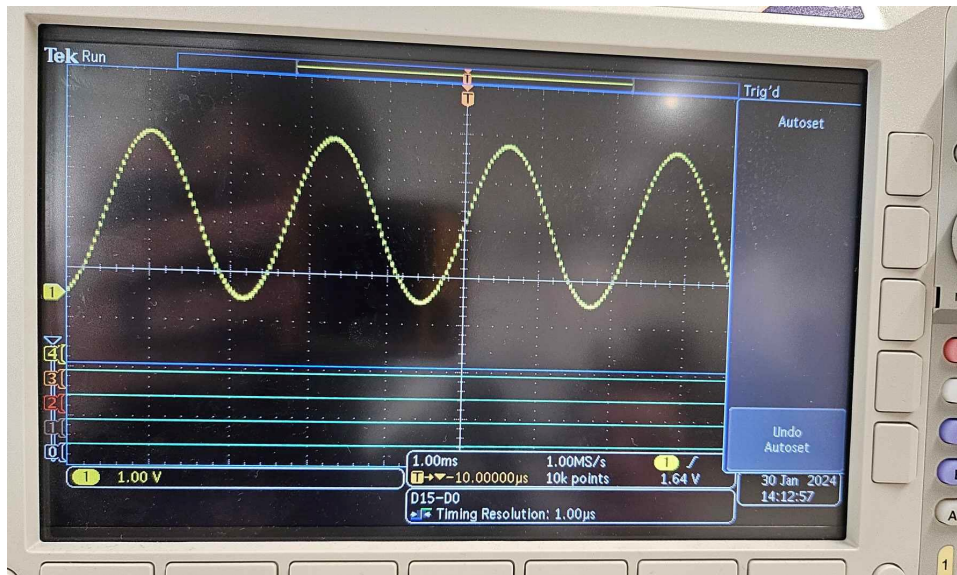 Tek Run
T
T
Trig'd
Autoset
1
4
3
2
1
0
Undo
Autoset
1 1.00 V
1.00ms 1.00MS/s 1 /
T→▼-10.00000µs 10k points 1.64 V
D15-D0
Timing Resolution: 1.00µs
30 Jan 2024
14:12:57
A
1